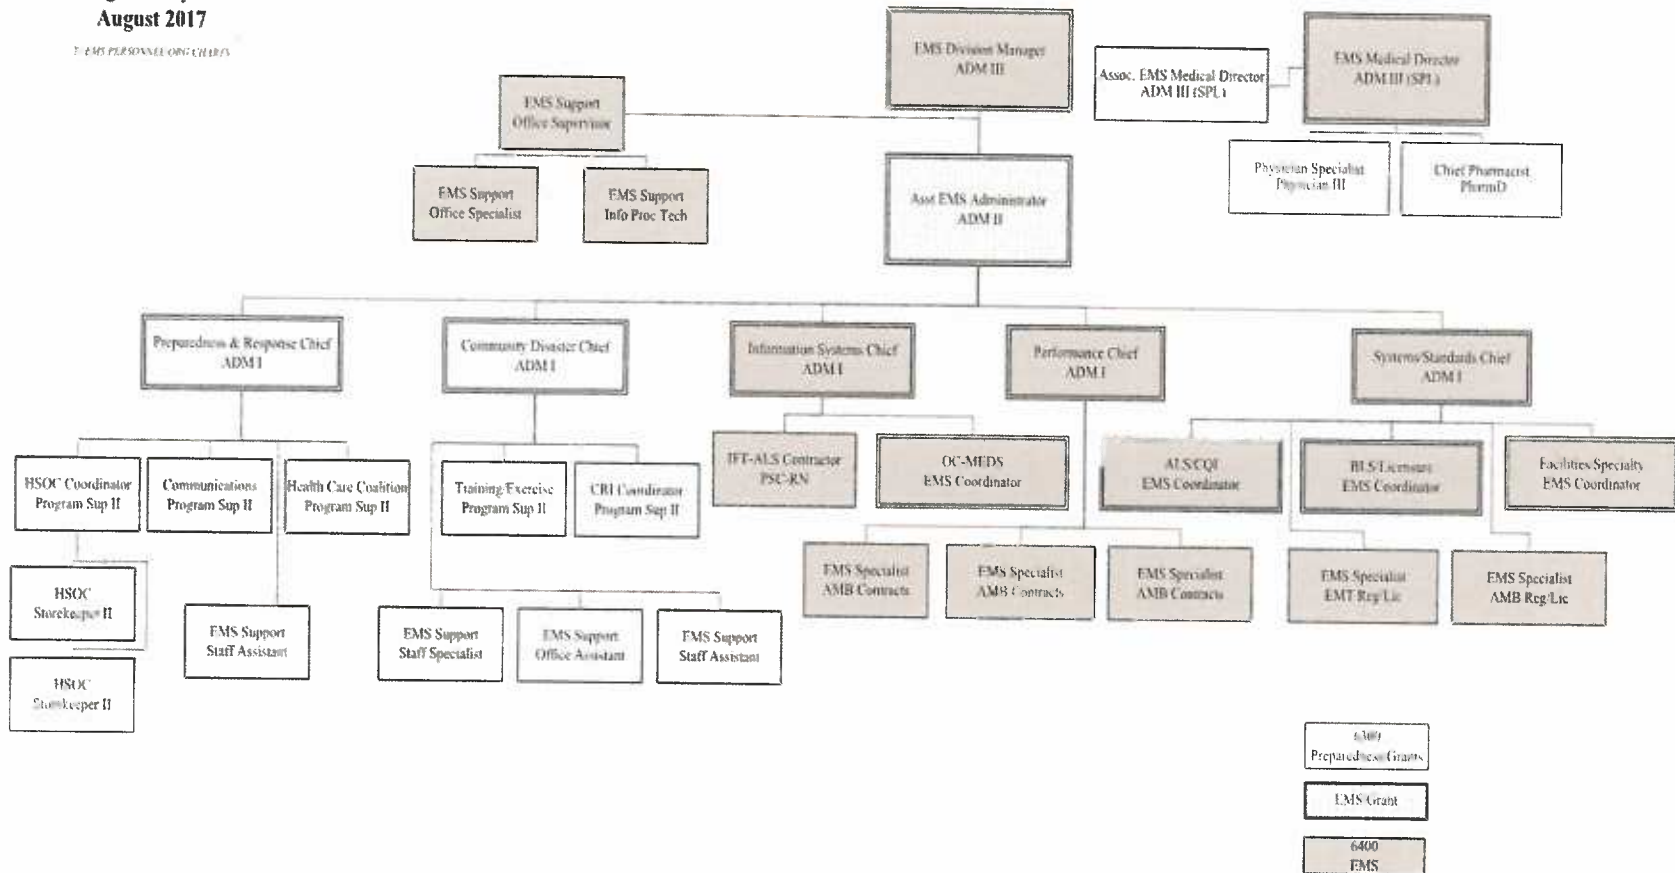 August 2017
EMS PERSONNEL ORG CHARTS
EMS Division Manager
ADM III
Assoc. EMS Medical Director
ADM III (SPL)
EMS Medical Director
ADM III (SPL)
EMS Support
Office Supervisor
Physician Specialist
Physician III
Chief Pharmacist
PharmD
EMS Support
Office Specialist
EMS Support
Info Proc Tech
Asst EMS Administrator
ADM II
Preparedness & Response Chief
ADM I
Community Disaster Chief
ADM I
Information Systems Chief
ADM I
Performance Chief
ADM I
Systems/Standards Chief
ADM I
HSOC Coordinator
Program Sup II
Communications
Program Sup II
Health Care Coalition
Program Sup II
Training/Exercise
Program Sup II
CRI Coordinator
Program Sup II
IFT-ALS Contractor
PSC-RN
OC-MEDS
EMS Coordinator
ALS/CQI
EMS Coordinator
BLS/Licensure
EMS Coordinator
Facilities/Specialty
EMS Coordinator
HSOC
Storekeeper II
HSOC
Storekeeper II
EMS Support
Staff Assistant
EMS Support
Staff Specialist
EMS Support
Office Assistant
EMS Support
Staff Assistant
EMS Specialist
AMB Contracts
EMS Specialist
AMB Contracts
EMS Specialist
AMB Contracts
EMS Specialist
EMT Reg/Lic
EMS Specialist
AMB Reg/Lic
Preparedness Grants
EMS Grant
6400
EMS